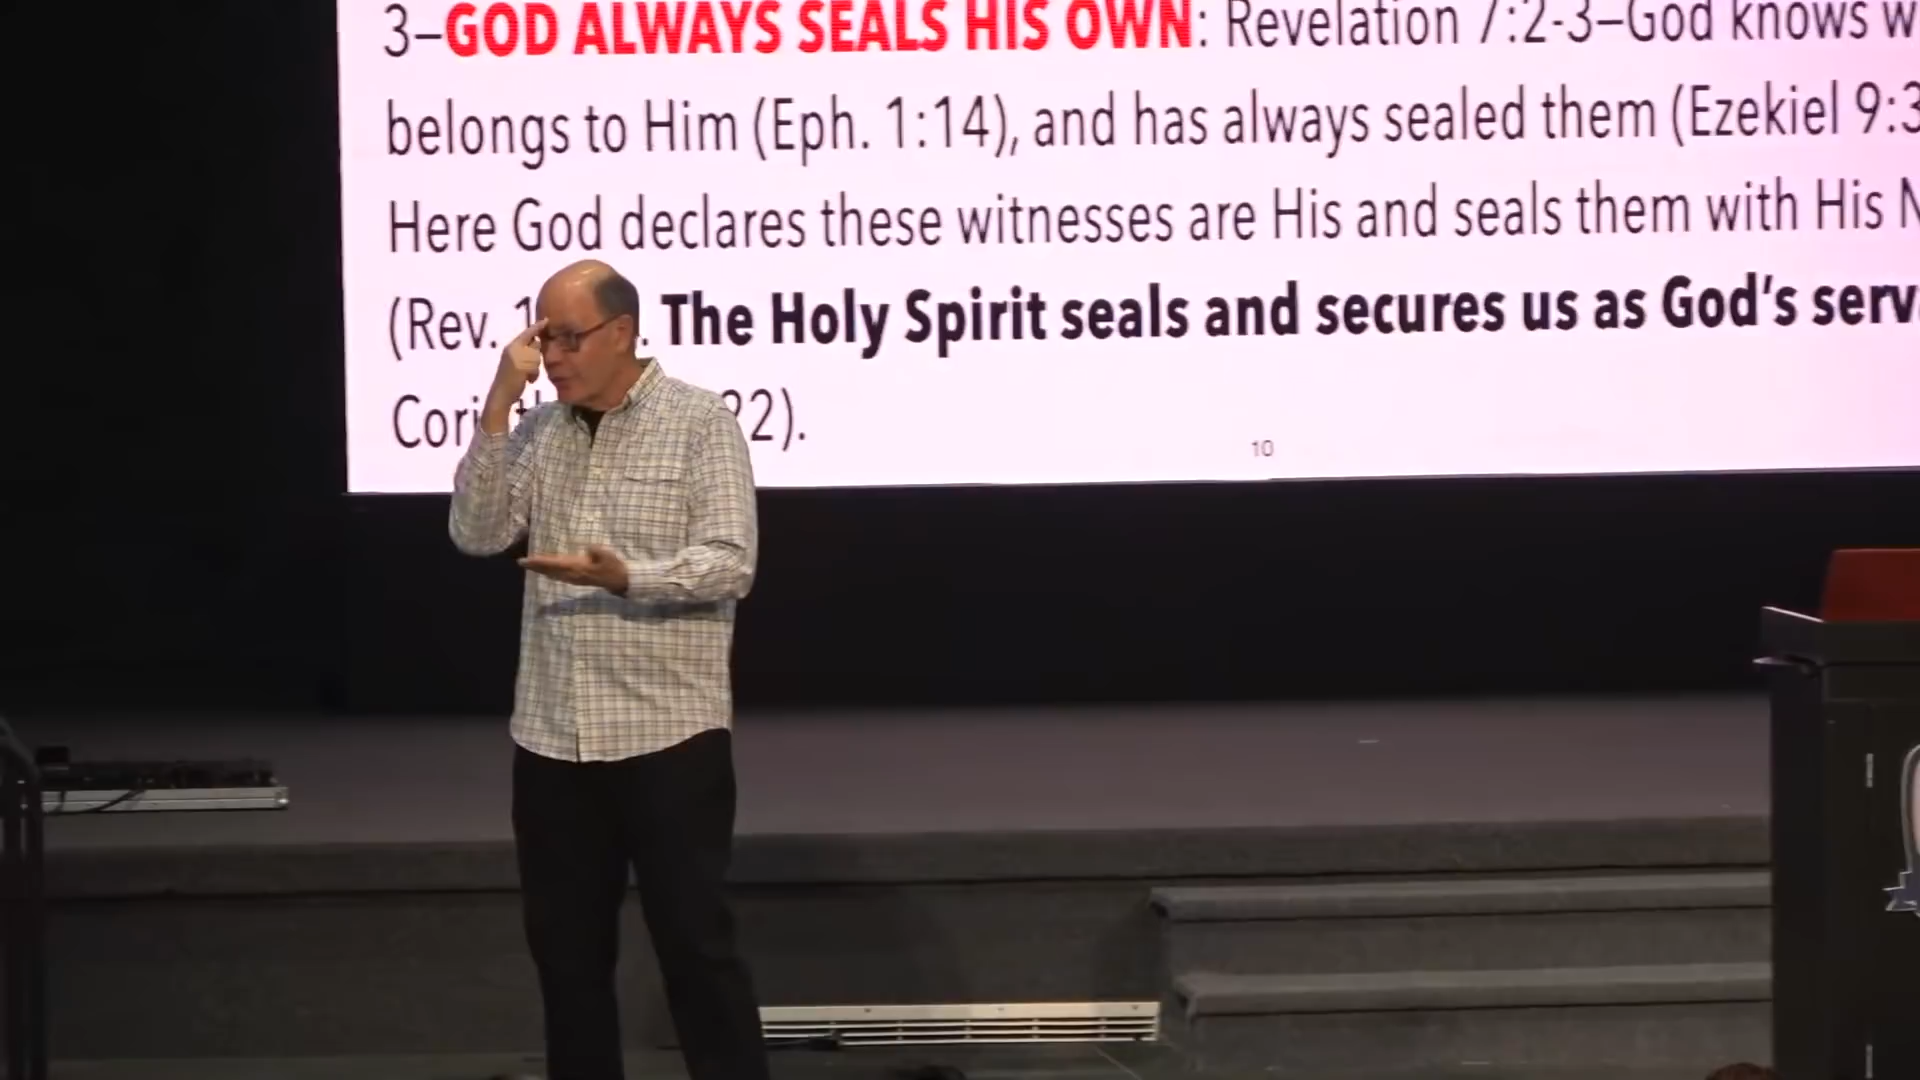 3–GOD ALWAYS SEALS HIS OWN: Revelation 7:2-3–God knows
belongs to Him (Eph. 1:14), and has always sealed them (Ezekiel 9:3
Here God declares these witnesses are His and seals them with His
(Rev. The Holy Spirit seals and secures us as God's serv
Cori 22).
10